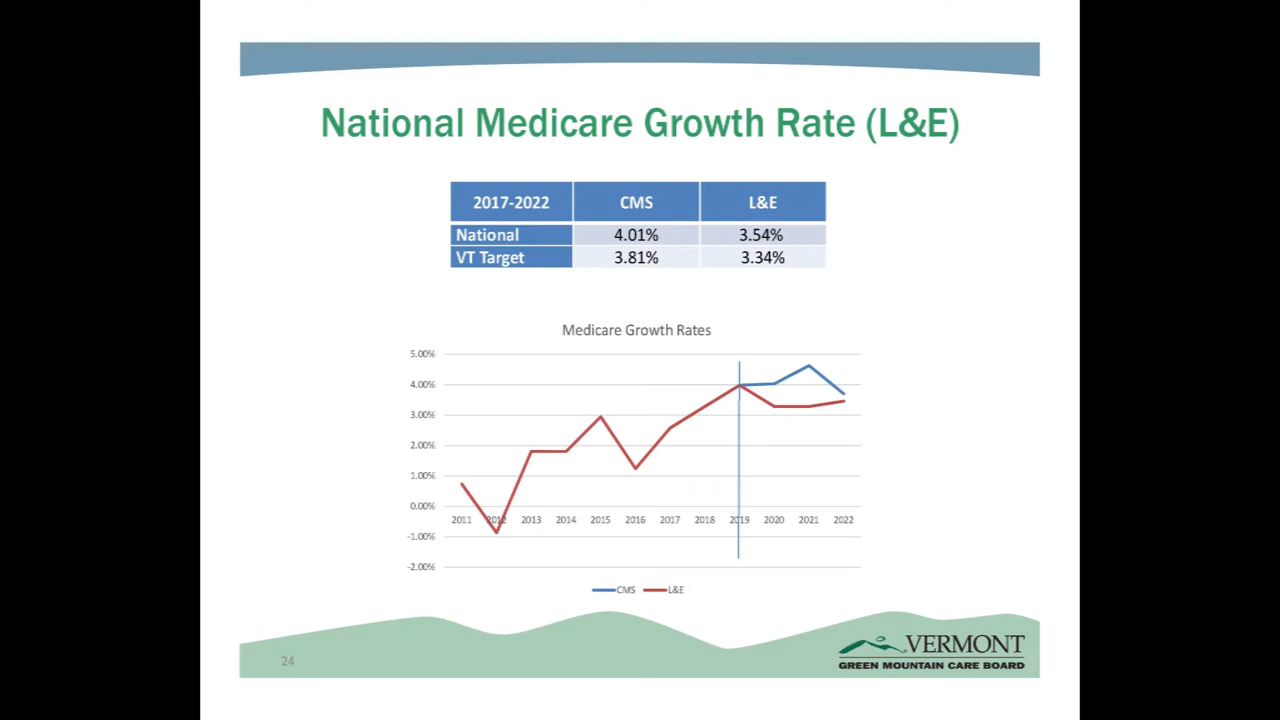 National Medicare Growth Rate (L&E)
2017-2022 CMS L&E
National 4.01% 3.54%
VT Target 3.81% 3.34%
Medicare Growth Rates
5.00%
4.00%
3.00%
2.00%
1.00%
0.00%
2011 2012 2013 2014 2015 2016 2017 2018 2019 2020 2021 2022
-1.00%
-2.00%
CMS L&E
24
VERMONT
GREEN MOUNTAIN CARE BOARD